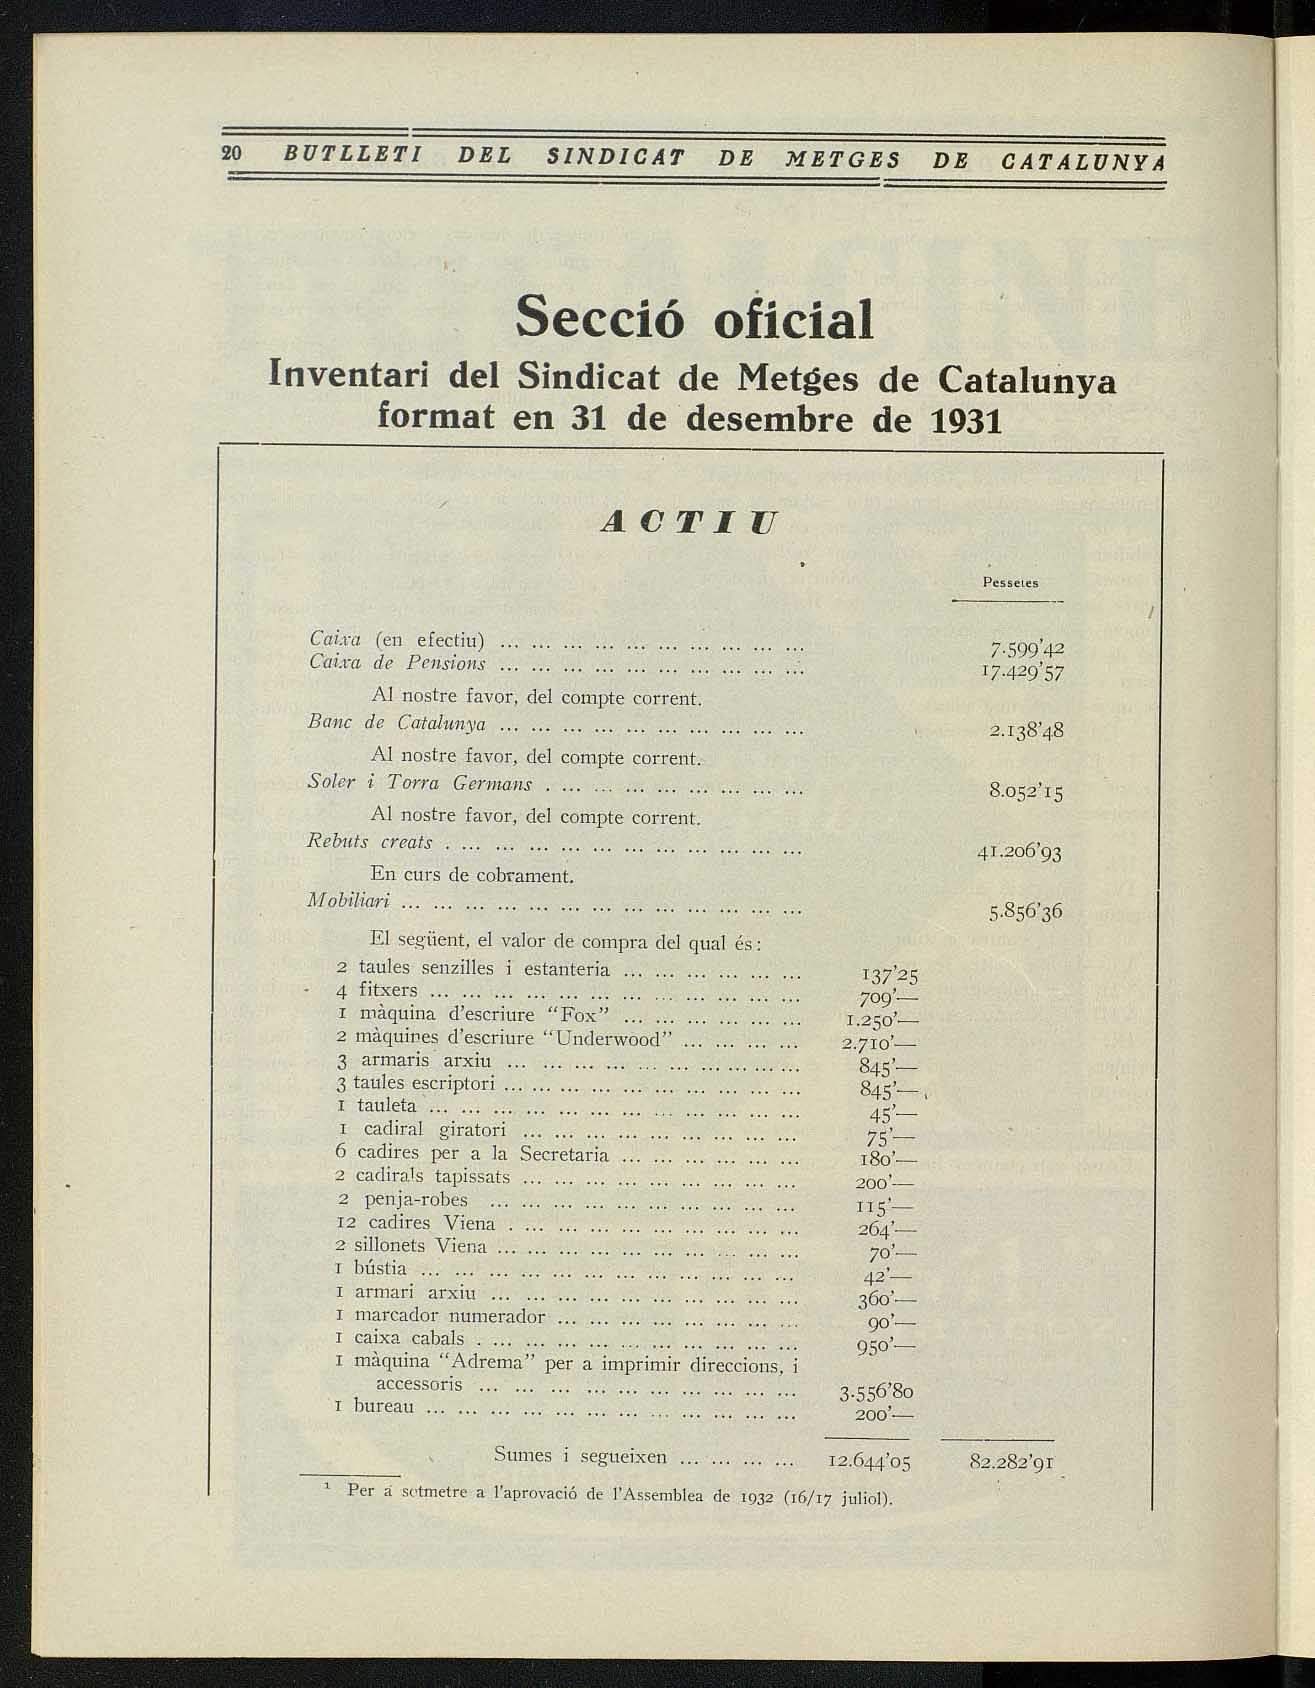 20 BUTLLETI DEL SINDICAT DE METGES DE CATALUNYA
Secció oficial
Inventari del Sindicat de Metges de Catalunya
format en 31 de desembre de 1931
ACTIU
Pessetes
Caixa (en efectiu) ... ... ... ... ... ... ... ... ... ... 7.599'42
Caixa de Pensions ... ... ... ... ... ... ... ... ... ... 17.429'57
Al nostre favor, del compte corrent.
Banc de Catalunya ... ... ... ... ... ... ... ... ... ... 2.138'48
Al nostre favor, del compte corrent.
Soler i Torra Germans . ... ... ... ... ... ... ... ... 8.052'15
Al nostre favor, del compte corrent.
Rebuts creats . ... ... ... ... ... ... ... ... ... ... ... 41.206'93
En curs de cobrament.
Mobiliari ... ... ... ... ... ... ... ... ... ... ... ... ... 5.856'36
El següent, el valor de compra del qual és:
2 taules senzilles i estanteria ... ... ... ... ... ... 137'25
4 fitxers ... ... ... ... ... ... ... ... ... ... ... ... 709'—
1 màquina d'escriure "Fox" ... ... ... ... ... ... 1.250'—
2 màquines d'escriure "Underwood" ... ... ... ... 2.710'—
3 armaris arxiu ... ... ... ... ... ... ... ... ... ... 845'—
3 taules escriptori ... ... ... ... ... ... ... ... ... ... 845'—
1 tauleta ... ... ... ... ... ... ... ... ... ... ... ... 45'—
1 cadiral giratori ... ... ... ... ... ... ... ... ... 75'—
6 cadires per a la Secretaria ... ... ... ... ... ... 180'—
2 cadirals tapissats ... ... ... ... ... ... ... ... ... 200'—
2 penja-robes ... ... ... ... ... ... ... ... ... ... 115'—
12 cadires Viena . ... ... ... ... ... ... ... ... ... 264'—
2 sillonets Viena ... ... ... ... ... ... ... ... ... ... 70'—
1 bústia ... ... ... ... ... ... ... ... ... ... ... ... 42'—
1 armari arxiu ... ... ... ... ... ... ... ... ... ... 360'—
1 marcador numerador ... ... ... ... ... ... ... ... 90'—
1 caixa cabals . ... ... ... ... ... ... ... ... ... ... 950'—
1 màquina "Adrema" per a imprimir direccions, i
accessoris ... ... ... ... ... ... ... ... ... ... 3.556'80
1 bureau ... ... ... ... ... ... ... ... ... ... ... ... 200'—
Sumes i segueixen ... ... ... ... 12.644'05 82.282'91
1 Per a sotmetre a l'aprovació de l'Assemblea de 1932 (16/17 juliol).